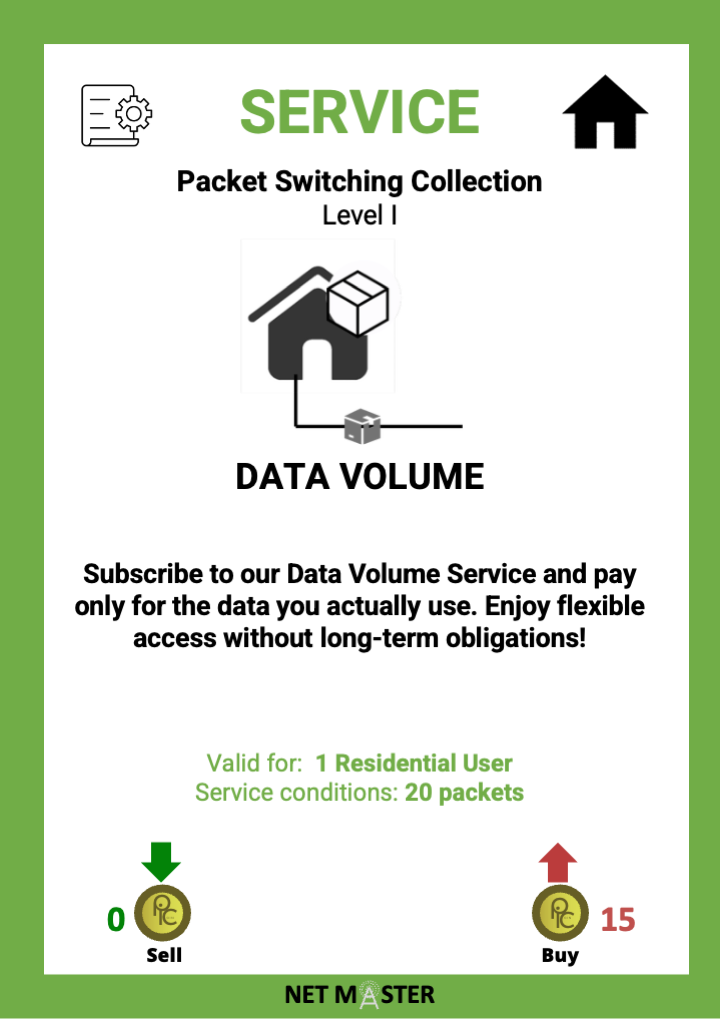 SERVICE
Packet Switching Collection
Level I
DATA VOLUME
Subscribe to our Data Volume Service and pay
only for the data you actually use. Enjoy flexible
access without long-term obligations!
Valid for: 1 Residential User
Service conditions: 20 packets
0
15
Sell
Buy
NET MASTER